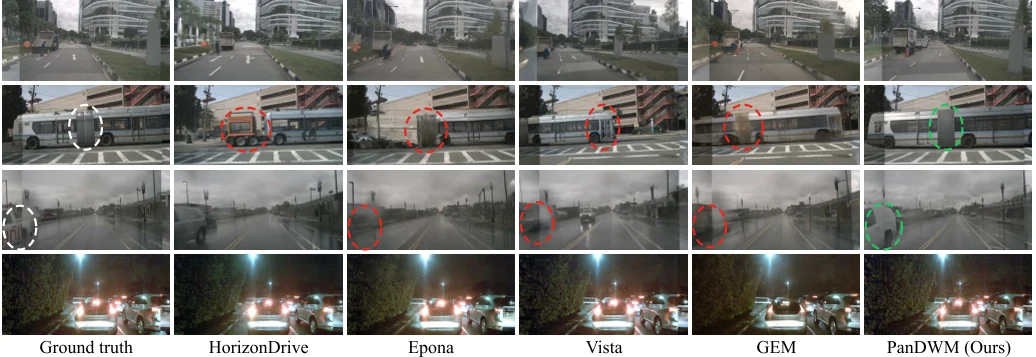 Ground truth
HorizonDrive
Epona
Vista
GEM
PanDWM (Ours)